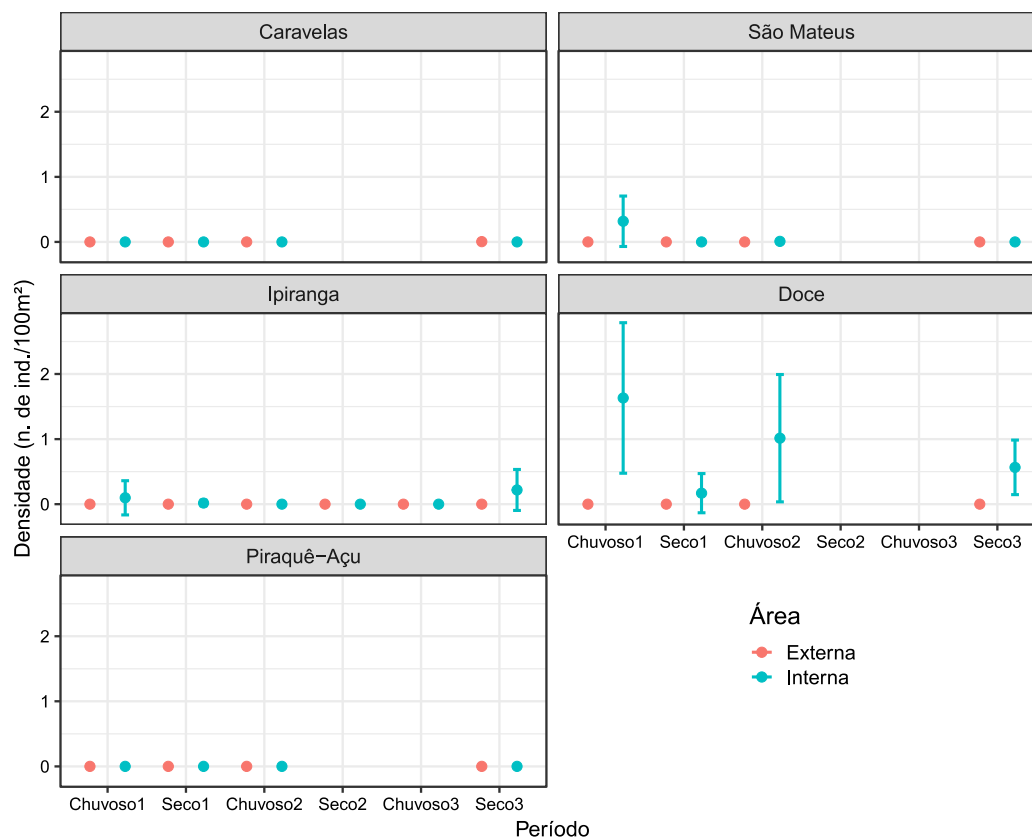 Caravelas
São Mateus
2
1
0
Ipiranga
Doce
2
1
0
Chuvoso1 Seco1 Chuvoso2 Seco2 Chuvoso3 Seco3
Piraquê−Açu
2
1
0
Chuvoso1 Seco1 Chuvoso2 Seco2 Chuvoso3 Seco3
Período
Densidade (n. de ind./100m²)
Área
Externa
Interna